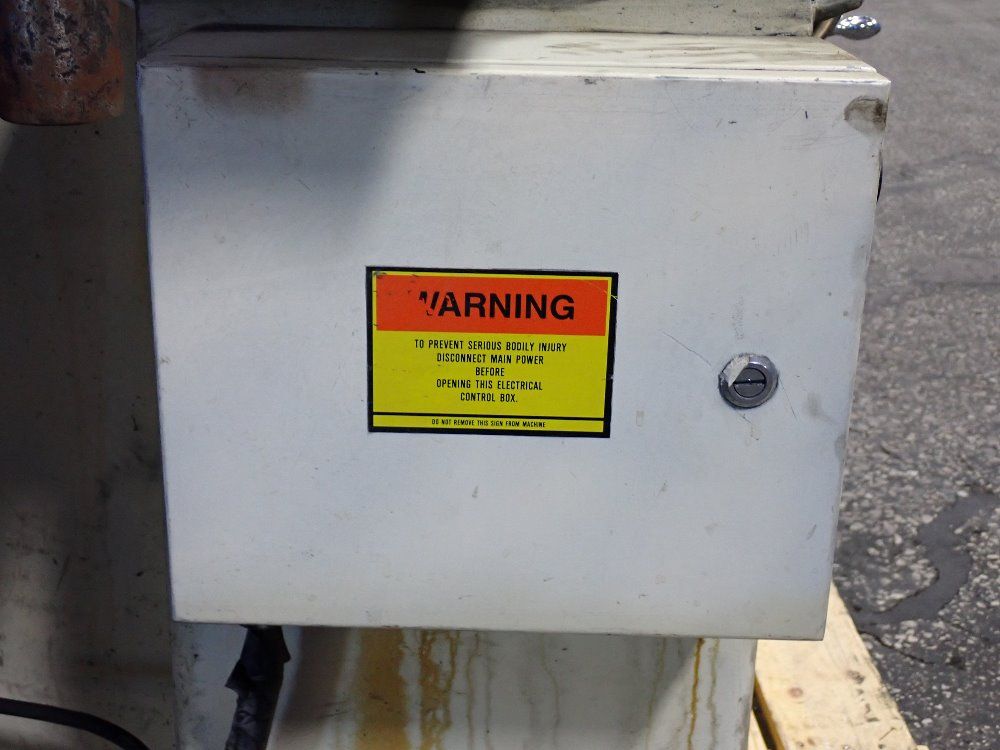 WARNING
TO PREVENT SERIOUS BODILY INJURY
DISCONNECT MAIN POWER
BEFORE
OPENING THIS ELECTRICAL
CONTROL BOX.
DO NOT REMOVE THIS SIGN FROM MACHINE